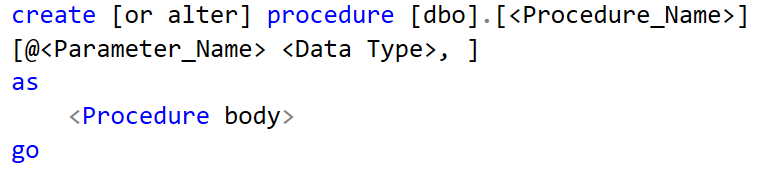 create [or alter] procedure [dbo].[<Procedure_Name>]
[@<Parameter_Name> <Data Type>, ]
as
    <Procedure body>
go